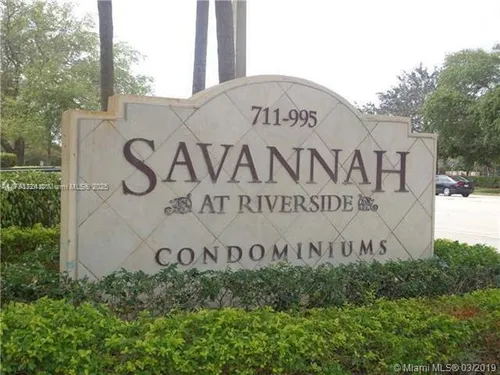 711-995
SAVANNAH
AT RIVERSIDE
CONDOMINIUMS
© Miami MLS® 03/2019